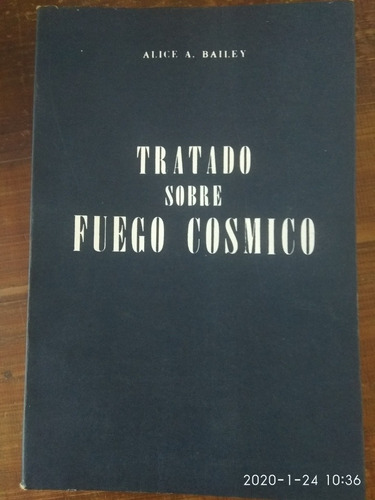 ALICE A. BAILEY
TRATADO
SOBRE
FUEGO COSMICO
2020-1-24 10:36